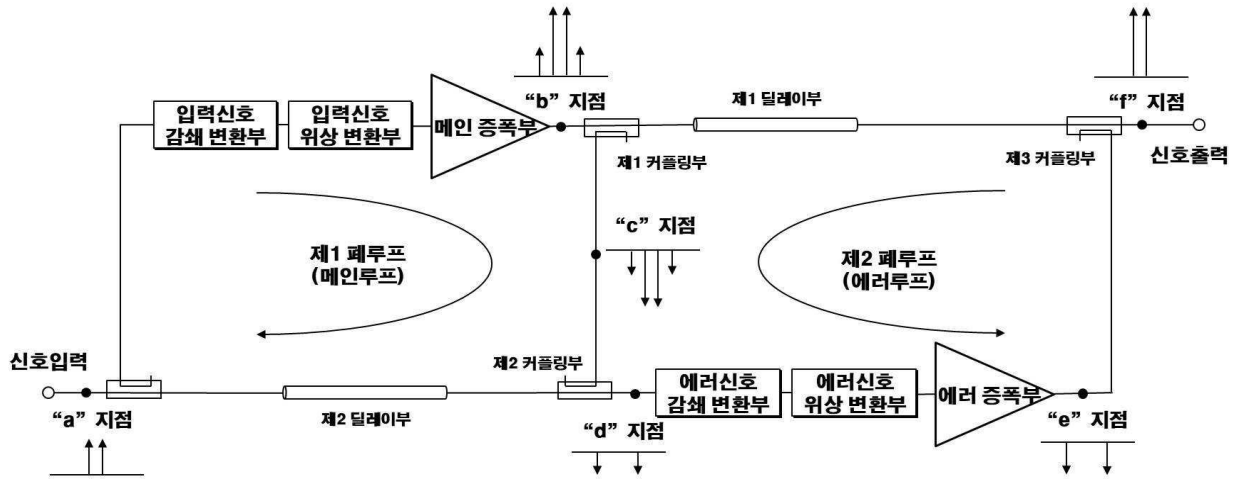 “b” 지점
제1 딜레이부
“f” 지점
입력신호
감쇄 변환부
입력신호
위상 변환부
메인 증폭부
제1 커플링부
제3 커플링부
신호출력
“c” 지점
제1 폐루프
(메인루프)
제2 폐루프
(에러루프)
신호입력
“a” 지점
제2 딜레이부
제2 커플링부
“d” 지점
에러신호
감쇄 변환부
에러신호
위상 변환부
에러 증폭부
“e” 지점